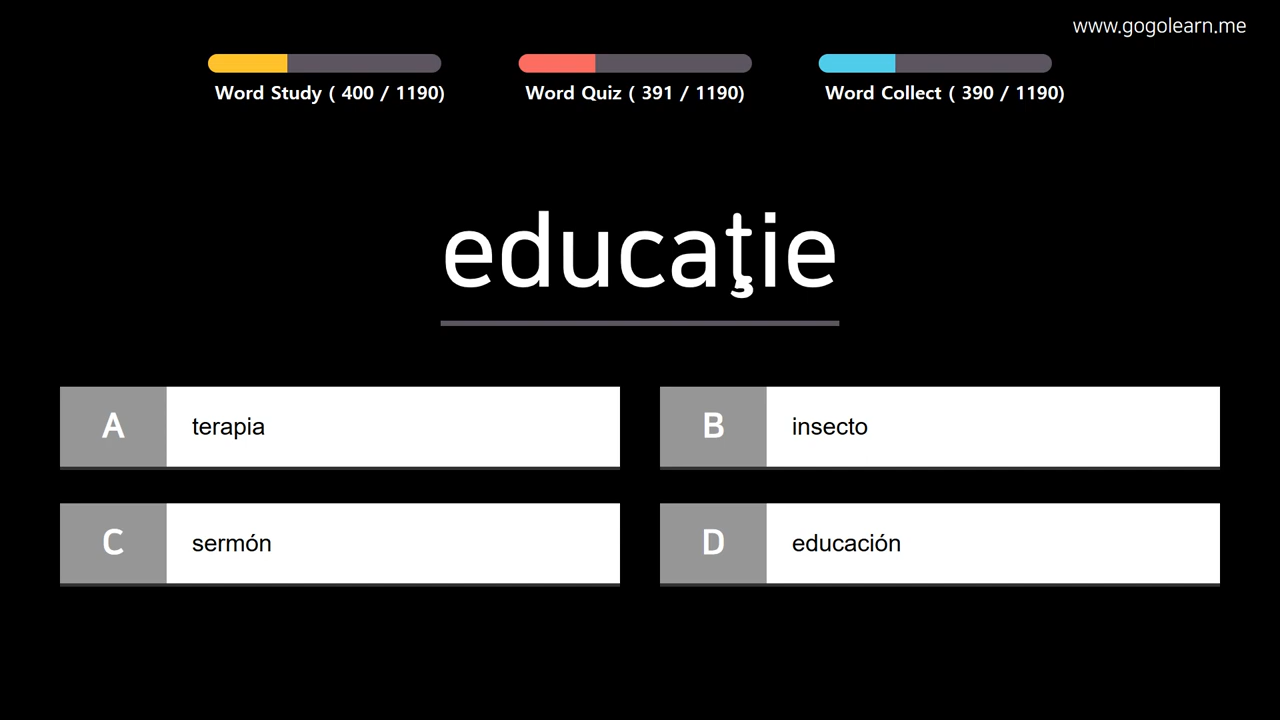 www.gogolearn.me
Word Study ( 400 / 1190)
Word Quiz ( 391 / 1190)
Word Collect ( 390 / 1190)
educaţie
A terapia
B insecto
C sermón
D educación